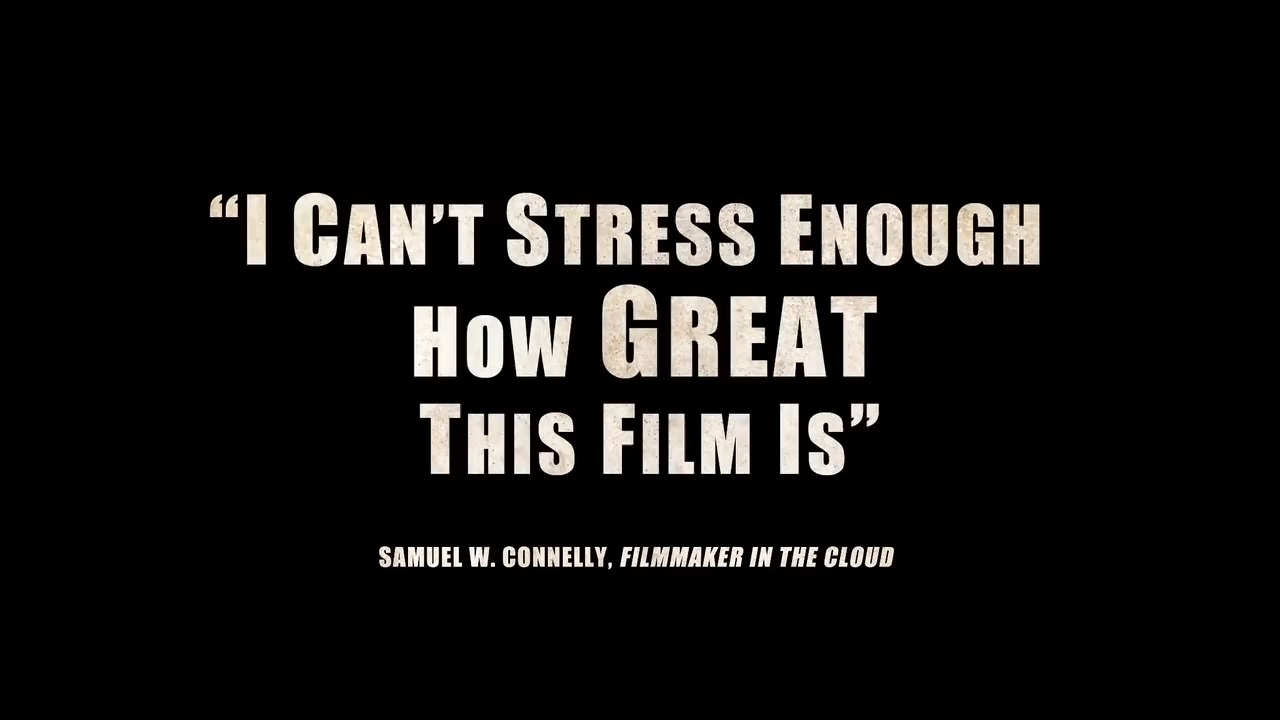 “I CAN’T STRESS ENOUGH
HOW GREAT
THIS FILM IS”
SAMUEL W. CONNELLY, FILMMAKER IN THE CLOUD